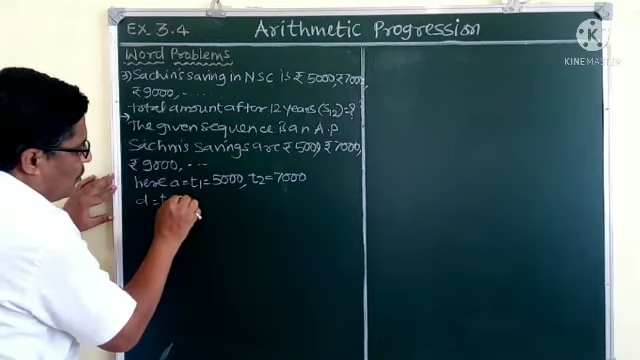 Ex. 3.4
Arithmetic Progression
Word Problems
3) Sachin's saving in NSC is ₹ 5000, ₹7000,
₹9000, ......
Total amount after 12 years (S12) = ?
→ The given sequence is an A.P
Sachin's Savings are ₹ 5000, ₹ 7000,
₹ 9000, ...
here a = t1 = 5000, t2 = 7000
d = t
K
KINEMASTER